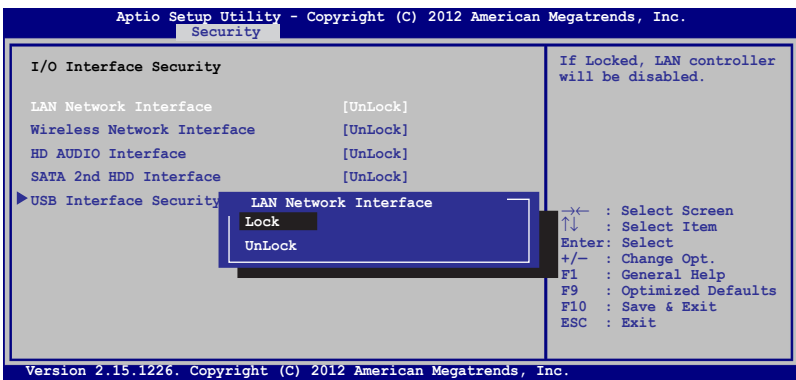 Aptio Setup Utility - Copyright (C) 2012 American Megatrends, Inc.
Security
I/O Interface Security
LAN Network Interface [UnLock]
Wireless Network Interface [UnLock]
HD AUDIO Interface [UnLock]
SATA 2nd HDD Interface [UnLock]
USB Interface Security
LAN Network Interface
Lock
UnLock
If Locked, LAN controller
will be disabled.
→← : Select Screen
↑↓ : Select Item
Enter: Select
+/— : Change Opt.
F1 : General Help
F9 : Optimized Defaults
F10 : Save & Exit
ESC : Exit
Version 2.15.1226. Copyright (C) 2012 American Megatrends, Inc.